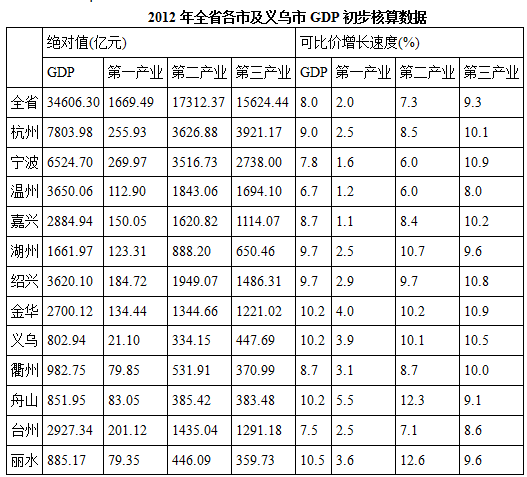 2012 年全省各市及义乌市 GDP 初步核算数据
绝对值(亿元) 可比价增长速度(%)
GDP 第一产业 第二产业 第三产业 GDP 第一产业 第二产业 第三产业
全省 34606.30 1669.49 17312.37 15624.44 8.0 2.0 7.3 9.3
杭州 7803.98 255.93 3626.88 3921.17 9.0 2.5 8.5 10.1
宁波 6524.70 269.97 3516.73 2738.00 7.8 1.6 6.0 10.9
温州 3650.06 112.90 1843.06 1694.10 6.7 1.2 6.0 8.0
嘉兴 2884.94 150.05 1620.82 1114.07 8.7 1.1 8.4 10.2
湖州 1661.97 123.31 888.20 650.46 9.7 2.5 10.7 9.6
绍兴 3620.10 184.72 1949.07 1486.31 9.7 2.9 9.7 10.8
金华 2700.12 134.44 1344.66 1221.02 10.2 4.0 10.2 10.9
义乌 802.94 21.10 334.15 447.69 10.2 3.9 10.1 10.5
衢州 982.75 79.85 531.91 370.99 8.7 3.1 8.7 10.0
舟山 851.95 83.05 385.42 383.48 10.2 5.5 12.3 9.1
台州 2927.34 201.12 1435.04 1291.18 7.5 2.5 7.1 8.6
丽水 885.17 79.35 446.09 359.73 10.5 3.6 12.6 9.6